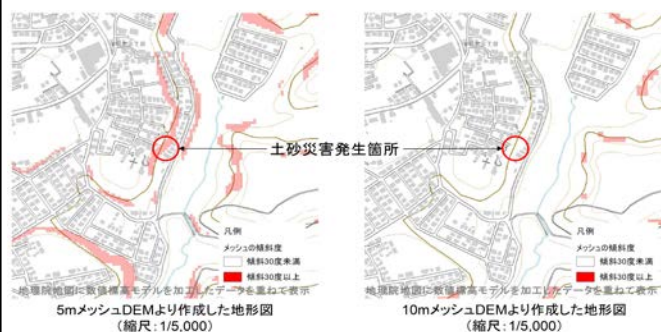 土砂災害発生箇所
凡例
メッシュの傾斜度
傾斜30度未満
傾斜30度以上
地理院地図に数値標高モデルを加工したデータを重ねて表示
5mメッシュDEMより作成した地形図
(縮尺:1/5,000)
凡例
メッシュの傾斜度
傾斜30度未満
傾斜30度以上
地理院地図に数値標高モデルを加工したデータを重ねて表示
10mメッシュDEMより作成した地形図
(縮尺:1/5,000)